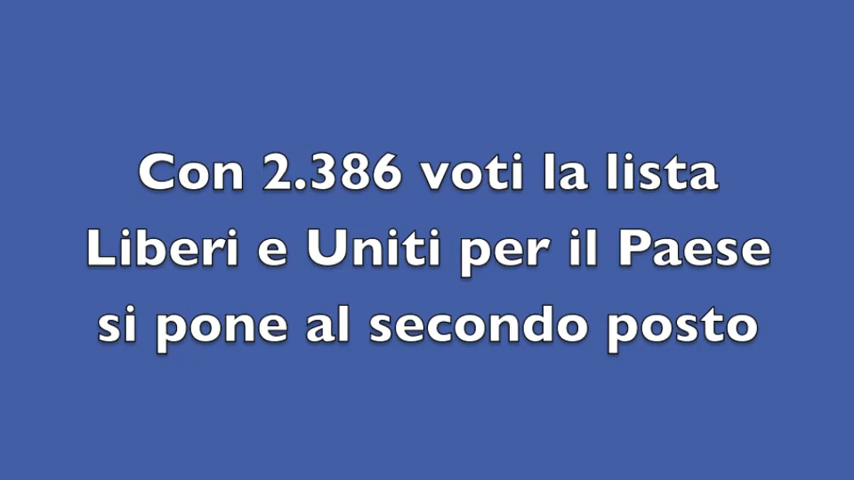 Con 2.386 voti la lista
Liberi e Uniti per il Paese
si pone al secondo posto